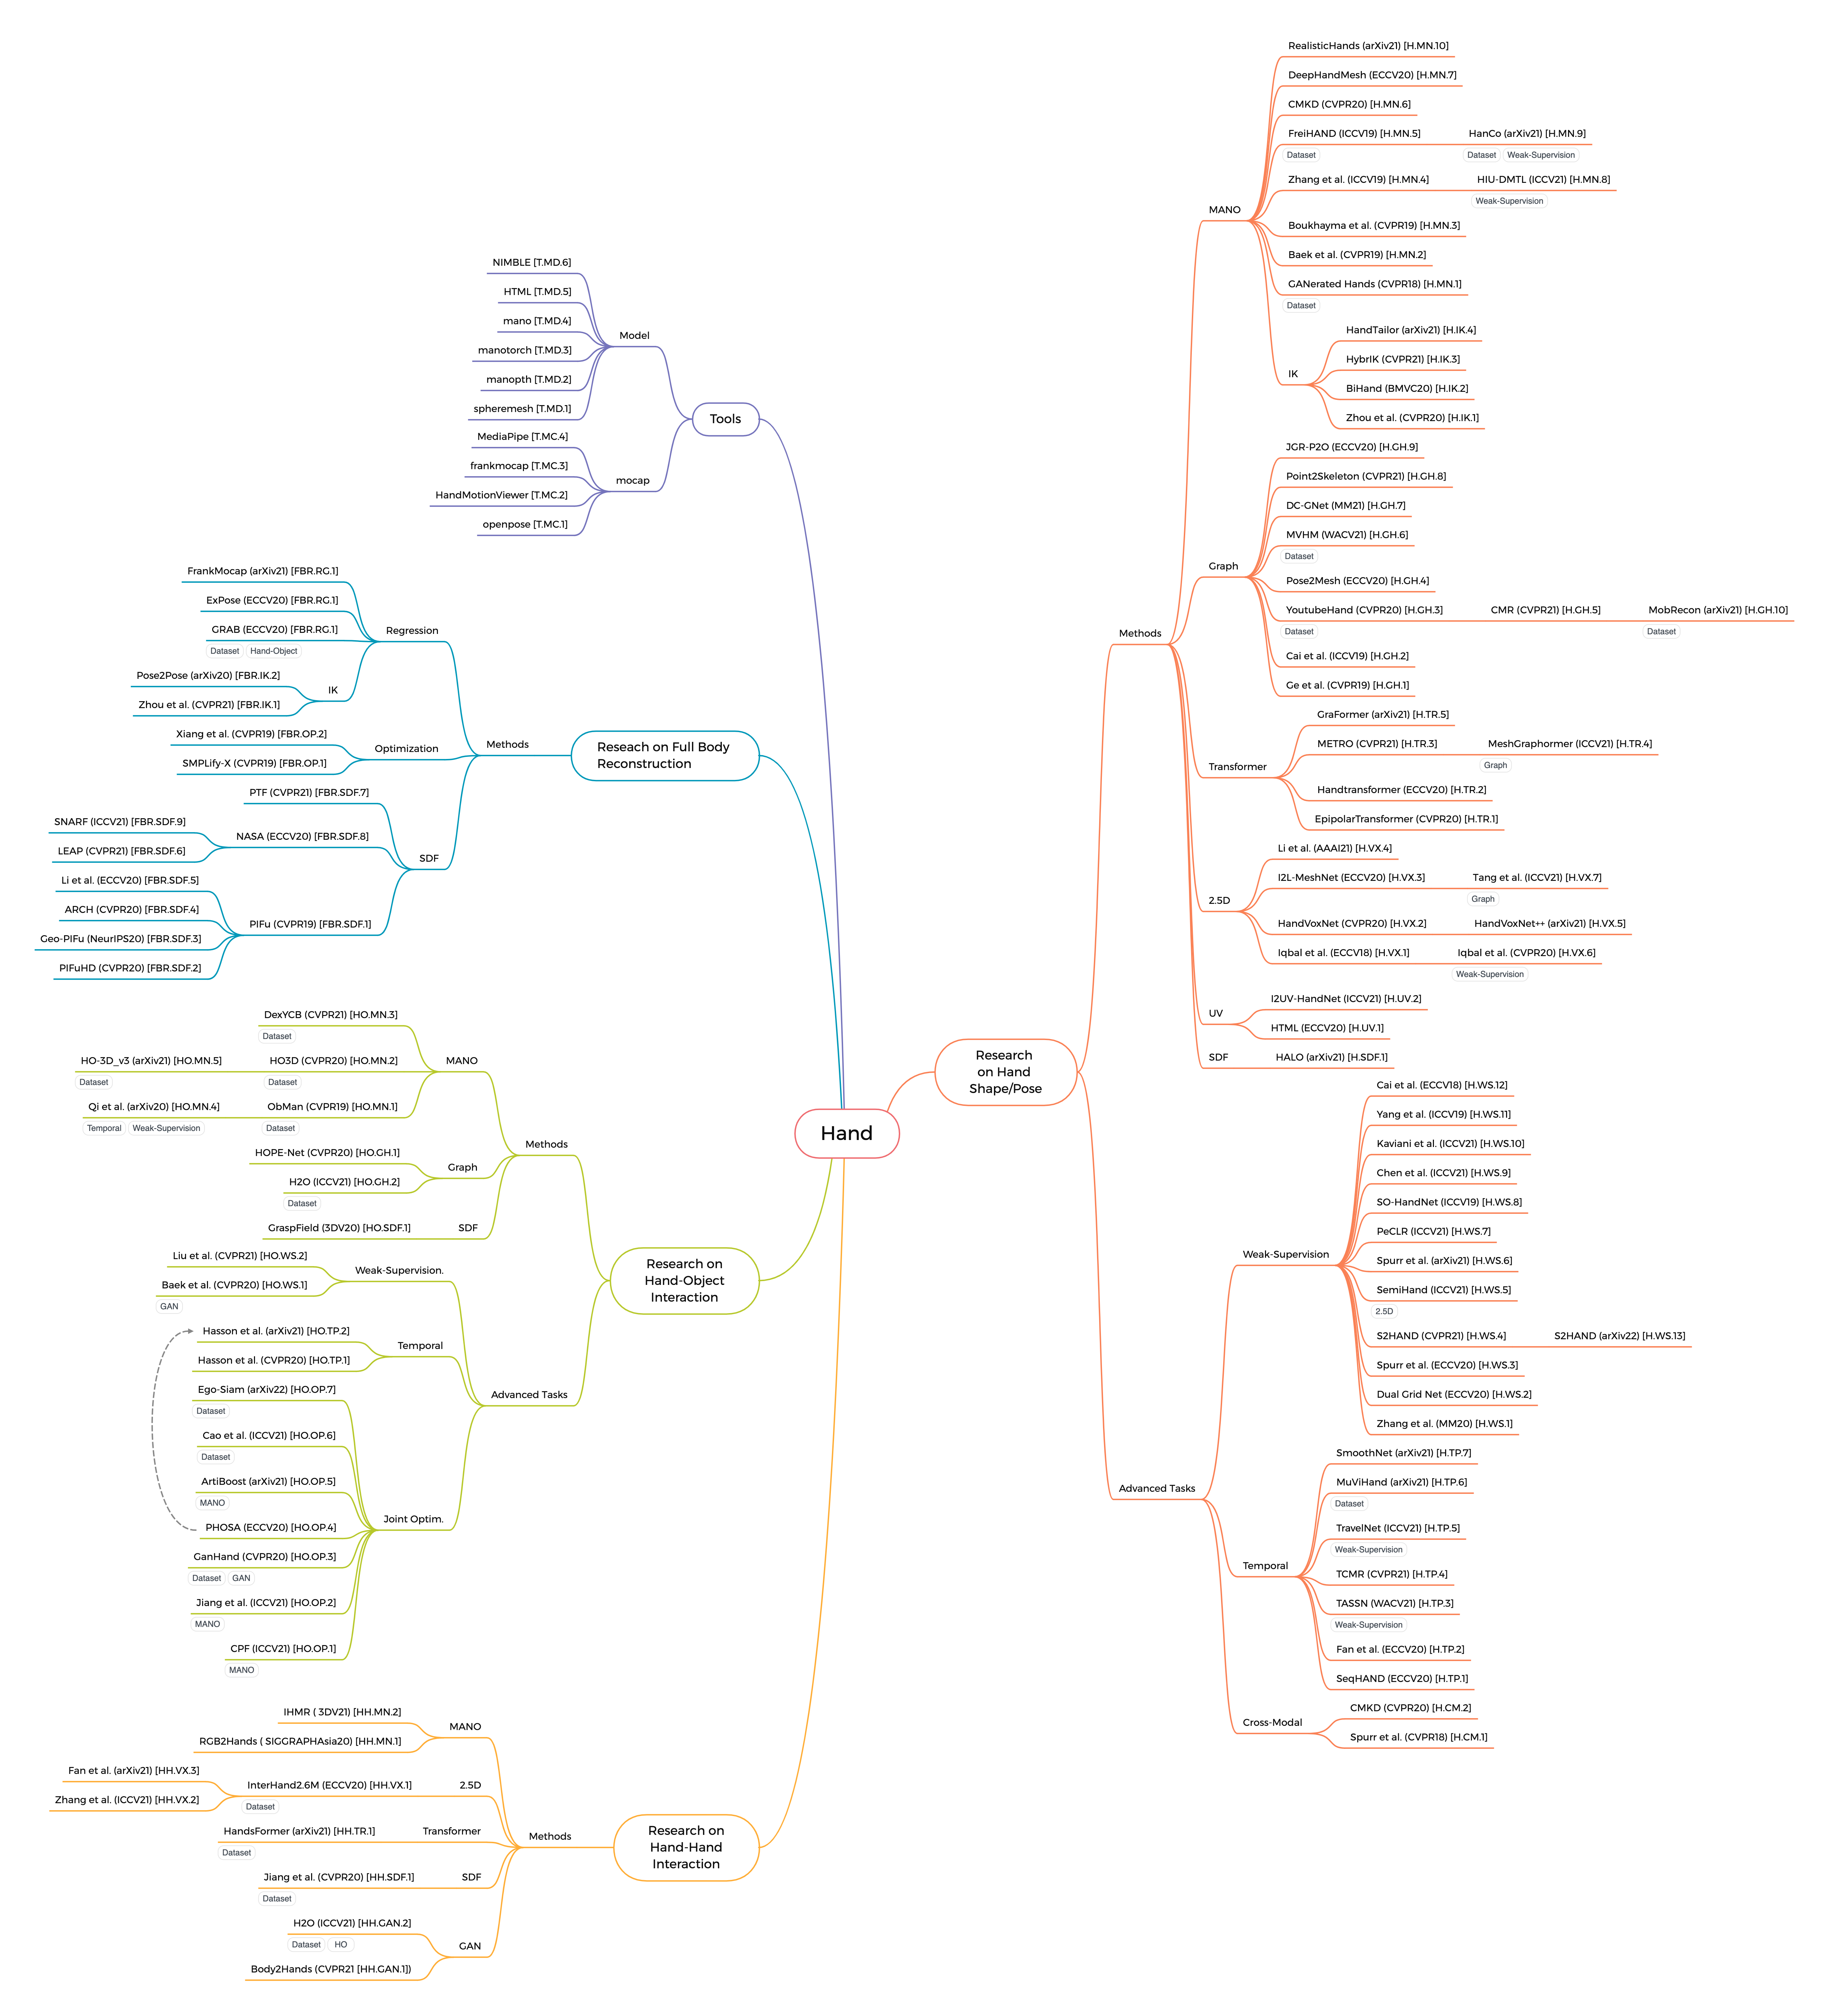 Hand
Tools
Model
NIMBLE [T.MD.6]
HTML [T.MD.5]
mano [T.MD.4]
manotorch [T.MD.3]
manopth [T.MD.2]
spheremesh [T.MD.1]
mocap
MediaPipe [T.MC.4]
frankmocap [T.MC.3]
HandMotionViewer [T.MC.2]
openpose [T.MC.1]
Reseach on Full Body
Reconstruction
Methods
Regression
FrankMocap (arXiv21) [FBR.RG.1]
ExPose (ECCV20) [FBR.RG.1]
GRAB (ECCV20) [FBR.RG.1]
Dataset Hand-Object
IK
Pose2Pose (arXiv20) [FBR.IK.2]
Zhou et al. (CVPR21) [FBR.IK.1]
Optimization
Xiang et al. (CVPR19) [FBR.OP.2]
SMPLify-X (CVPR19) [FBR.OP.1]
SDF
PTF (CVPR21) [FBR.SDF.7]
NASA (ECCV20) [FBR.SDF.8]
SNARF (ICCV21) [FBR.SDF.9]
LEAP (CVPR21) [FBR.SDF.6]
PIFu (CVPR19) [FBR.SDF.1]
Li et al. (ECCV20) [FBR.SDF.5]
ARCH (CVPR20) [FBR.SDF.4]
Geo-PIFu (NeurIPS20) [FBR.SDF.3]
PIFuHD (CVPR20) [FBR.SDF.2]
Research on
Hand-Object
Interaction
Methods
MANO
DexYCB (CVPR21) [HO.MN.3]
Dataset
HO3D (CVPR20) [HO.MN.2]
Dataset
HO-3D_v3 (arXiv21) [HO.MN.5]
Dataset
ObMan (CVPR19) [HO.MN.1]
Dataset
Qi et al. (arXiv20) [HO.MN.4]
Temporal Weak-Supervision
Graph
HOPE-Net (CVPR20) [HO.GH.1]
H2O (ICCV21) [HO.GH.2]
Dataset
SDF
GraspField (3DV20) [HO.SDF.1]
Advanced Tasks
Weak-Supervision.
Liu et al. (CVPR21) [HO.WS.2]
Baek et al. (CVPR20) [HO.WS.1]
GAN
Temporal
Hasson et al. (arXiv21) [HO.TP.2]
Hasson et al. (CVPR20) [HO.TP.1]
Joint Optim.
Ego-Siam (arXiv22) [HO.OP.7]
Dataset
Cao et al. (ICCV21) [HO.OP.6]
Dataset
ArtiBoost (arXiv21) [HO.OP.5]
MANO
PHOSA (ECCV20) [HO.OP.4]
GanHand (CVPR20) [HO.OP.3]
Dataset GAN
Jiang et al. (ICCV21) [HO.OP.2]
MANO
CPF (ICCV21) [HO.OP.1]
MANO
Research on
Hand-Hand
Interaction
Methods
MANO
IHMR ( 3DV21) [HH.MN.2]
RGB2Hands ( SIGGRAPHAsia20) [HH.MN.1]
2.5D
InterHand2.6M (ECCV20) [HH.VX.1]
Dataset
Fan et al. (arXiv21) [HH.VX.3]
Zhang et al. (ICCV21) [HH.VX.2]
Transformer
HandsFormer (arXiv21) [HH.TR.1]
Dataset
SDF
Jiang et al. (CVPR20) [HH.SDF.1]
Dataset
GAN
H2O (ICCV21) [HH.GAN.2]
Dataset HO
Body2Hands (CVPR21 [HH.GAN.1])
Research
on Hand
Shape/Pose
Methods
MANO
RealisticHands (arXiv21) [H.MN.10]
DeepHandMesh (ECCV20) [H.MN.7]
CMKD (CVPR20) [H.MN.6]
FreiHAND (ICCV19) [H.MN.5]
Dataset
HanCo (arXiv21) [H.MN.9]
Dataset Weak-Supervision
Zhang et al. (ICCV19) [H.MN.4]
HIU-DMTL (ICCV21) [H.MN.8]
Weak-Supervision
Boukhayma et al. (CVPR19) [H.MN.3]
Baek et al. (CVPR19) [H.MN.2]
GANerated Hands (CVPR18) [H.MN.1]
Dataset
IK
HandTailor (arXiv21) [H.IK.4]
HybrIK (CVPR21) [H.IK.3]
BiHand (BMVC20) [H.IK.2]
Zhou et al. (CVPR20) [H.IK.1]
Graph
JGR-P2O (ECCV20) [H.GH.9]
Point2Skeleton (CVPR21) [H.GH.8]
DC-GNet (MM21) [H.GH.7]
MVHM (WACV21) [H.GH.6]
Dataset
Pose2Mesh (ECCV20) [H.GH.4]
YoutubeHand (CVPR20) [H.GH.3]
Dataset
CMR (CVPR21) [H.GH.5]
MobRecon (arXiv21) [H.GH.10]
Dataset
Cai et al. (ICCV19) [H.GH.2]
Ge et al. (CVPR19) [H.GH.1]
Transformer
GraFormer (arXiv21) [H.TR.5]
METRO (CVPR21) [H.TR.3]
MeshGraphormer (ICCV21) [H.TR.4]
Graph
Handtransformer (ECCV20) [H.TR.2]
EpipolarTransformer (CVPR20) [H.TR.1]
2.5D
Li et al. (AAAI21) [H.VX.4]
I2L-MeshNet (ECCV20) [H.VX.3]
Tang et al. (ICCV21) [H.VX.7]
Graph
HandVoxNet (CVPR20) [H.VX.2]
HandVoxNet++ (arXiv21) [H.VX.5]
Iqbal et al. (ECCV18) [H.VX.1]
Iqbal et al. (CVPR20) [H.VX.6]
Weak-Supervision
UV
I2UV-HandNet (ICCV21) [H.UV.2]
HTML (ECCV20) [H.UV.1]
SDF
HALO (arXiv21) [H.SDF.1]
Advanced Tasks
Weak-Supervision
Cai et al. (ECCV18) [H.WS.12]
Yang et al. (ICCV19) [H.WS.11]
Kaviani et al. (ICCV21) [H.WS.10]
Chen et al. (ICCV21) [H.WS.9]
SO-HandNet (ICCV19) [H.WS.8]
PeCLR (ICCV21) [H.WS.7]
Spurr et al. (arXiv21) [H.WS.6]
SemiHand (ICCV21) [H.WS.5]
2.5D
S2HAND (CVPR21) [H.WS.4]
S2HAND (arXiv22) [H.WS.13]
Spurr et al. (ECCV20) [H.WS.3]
Dual Grid Net (ECCV20) [H.WS.2]
Zhang et al. (MM20) [H.WS.1]
Temporal
SmoothNet (arXiv21) [H.TP.7]
MuViHand (arXiv21) [H.TP.6]
Dataset
TravelNet (ICCV21) [H.TP.5]
Weak-Supervision
TCMR (CVPR21) [H.TP.4]
TASSN (WACV21) [H.TP.3]
Weak-Supervision
Fan et al. (ECCV20) [H.TP.2]
SeqHAND (ECCV20) [H.TP.1]
Cross-Modal
CMKD (CVPR20) [H.CM.2]
Spurr et al. (CVPR18) [H.CM.1]